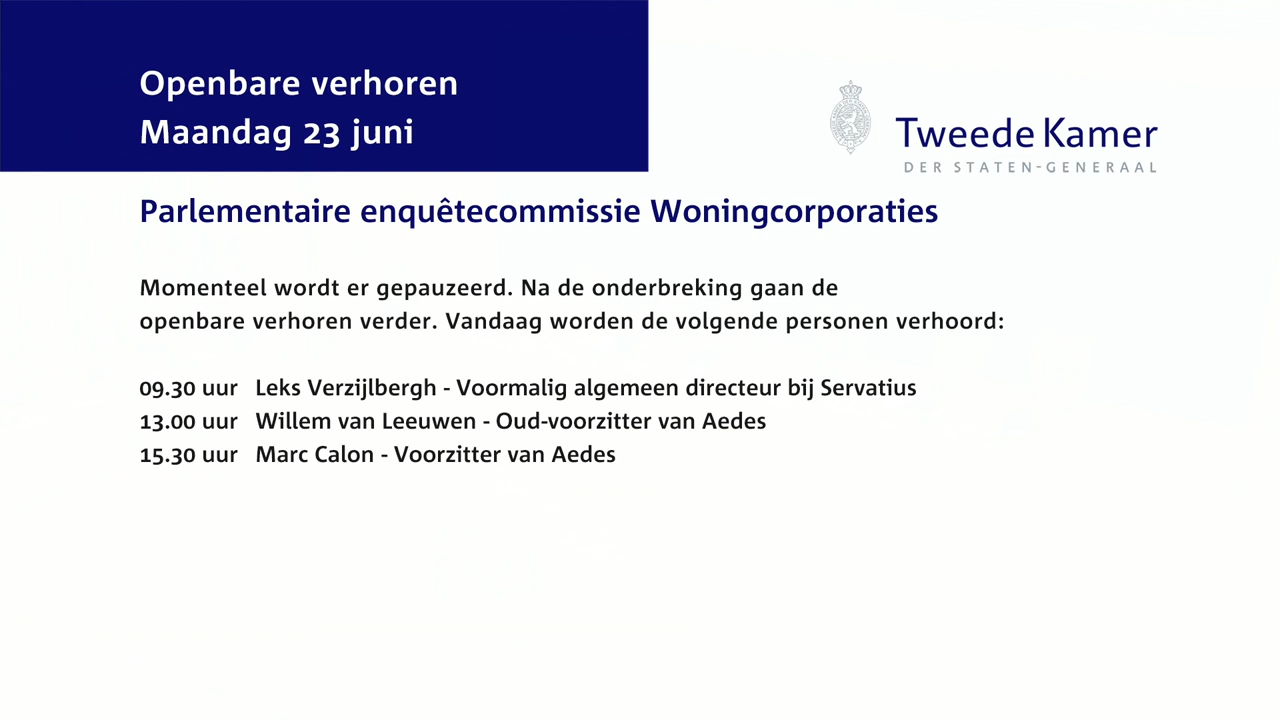 Openbare verhoren
Maandag 23 juni
Tweede Kamer
DER STATEN-GENERAAL
Parlementaire enquêtecommissie Woningcorporaties
Momenteel wordt er gepauzeerd. Na de onderbreking gaan de
openbare verhoren verder. Vandaag worden de volgende personen verhoord:
09.30 uur Leks Verzijlbergh - Voormalig algemeen directeur bij Servatius
13.00 uur Willem van Leeuwen - Oud-voorzitter van Aedes
15.30 uur Marc Calon - Voorzitter van Aedes